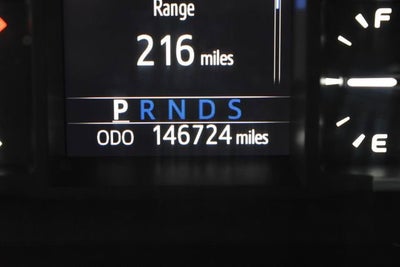 Range
216 miles
F
P R N D S
ODO 146724 miles
E